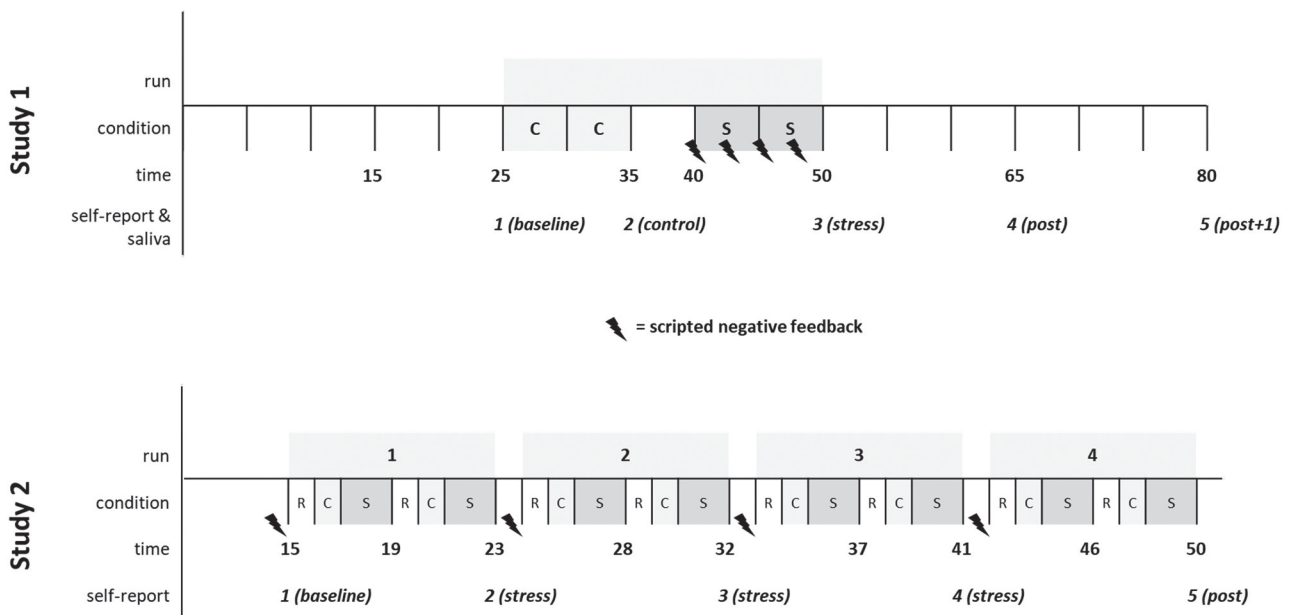 Study 1
run
condition C C S S
time 15 25 35 40 50 65 80
self-report &
saliva
1 (baseline) 2 (control) 3 (stress) 4 (post) 5 (post+1)
= scripted negative feedback
Study 2
run 1 2 3 4
condition R C S R C S R C S R C S R C S R C S R C S R C S
time 15 19 23 28 32 37 41 46 50
self-report 1 (baseline) 2 (stress) 3 (stress) 4 (stress) 5 (post)